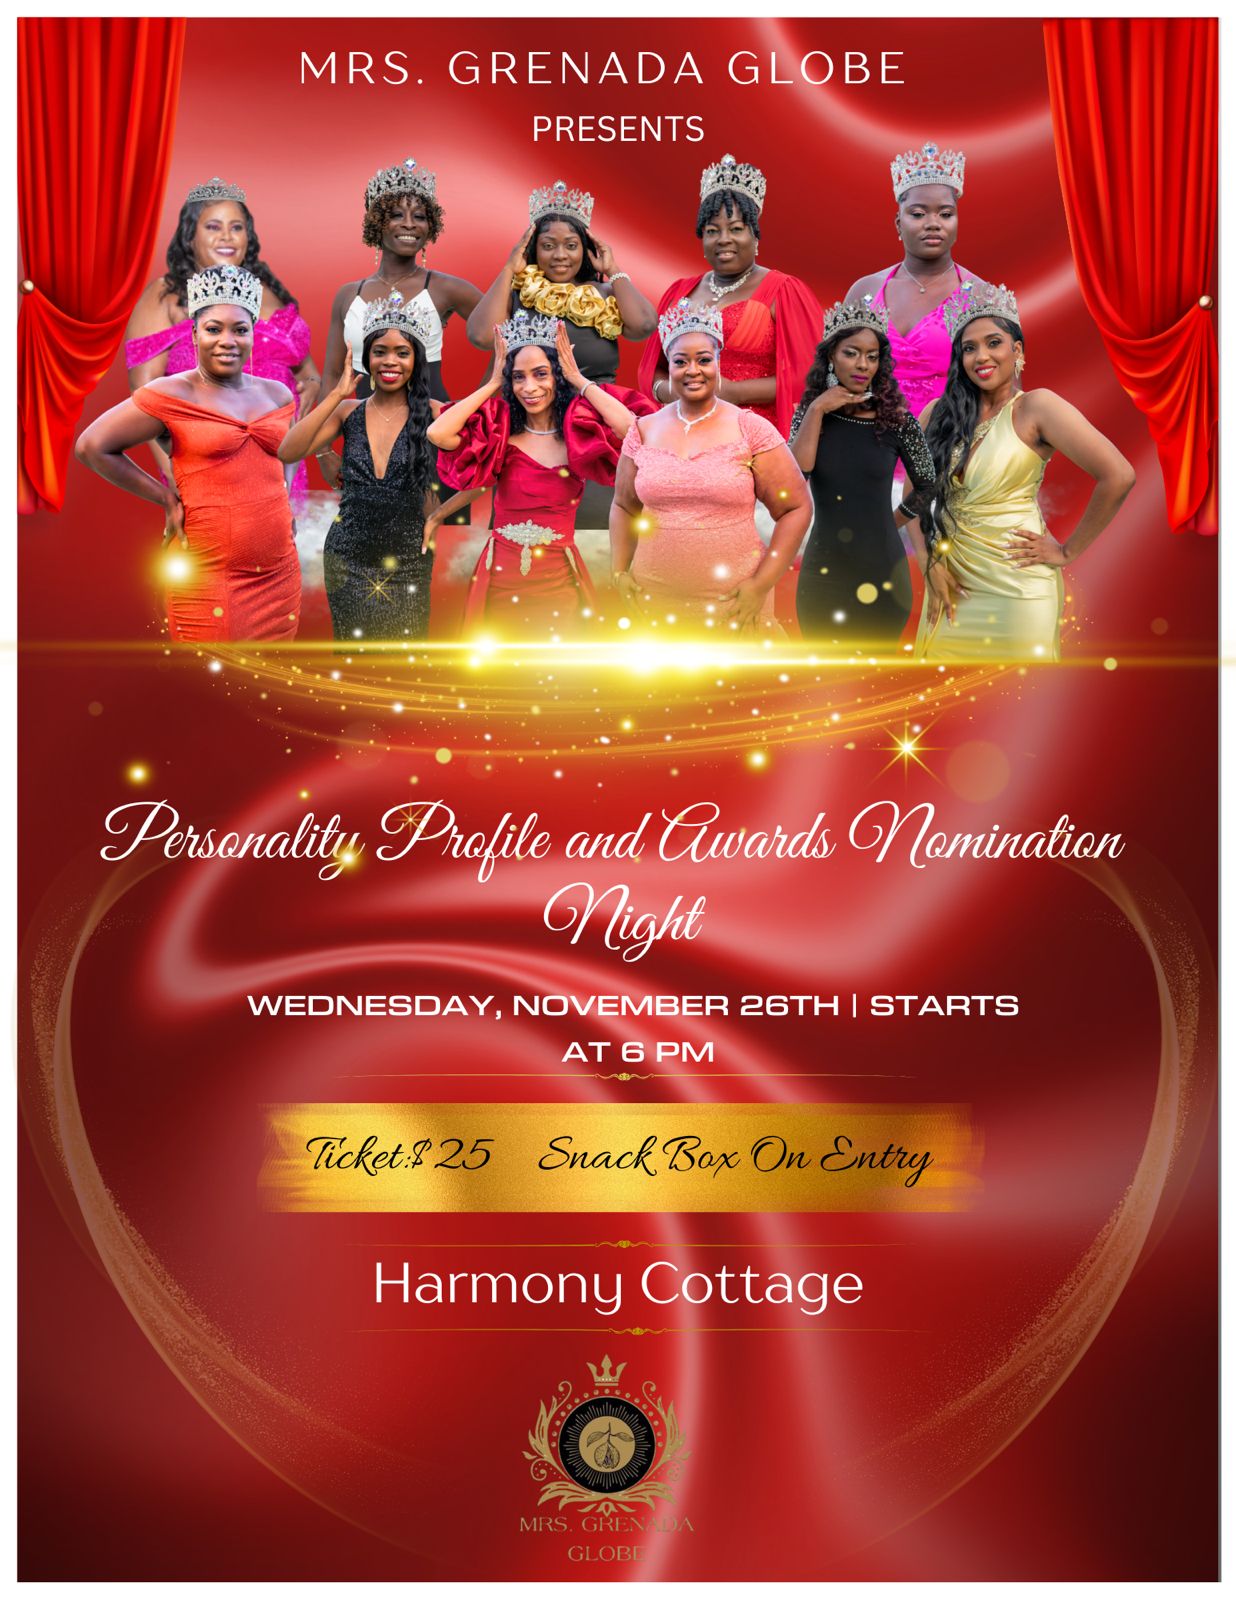 MRS. GRENADA GLOBE
PRESENTS
Personality Profile and Awards Nomination
Night
WEDNESDAY, NOVEMBER 26TH | STARTS
AT 6 PM
Ticket:$ 25 Snack Box On Entry
Harmony Cottage
MRS. GRENADA
GLOBE